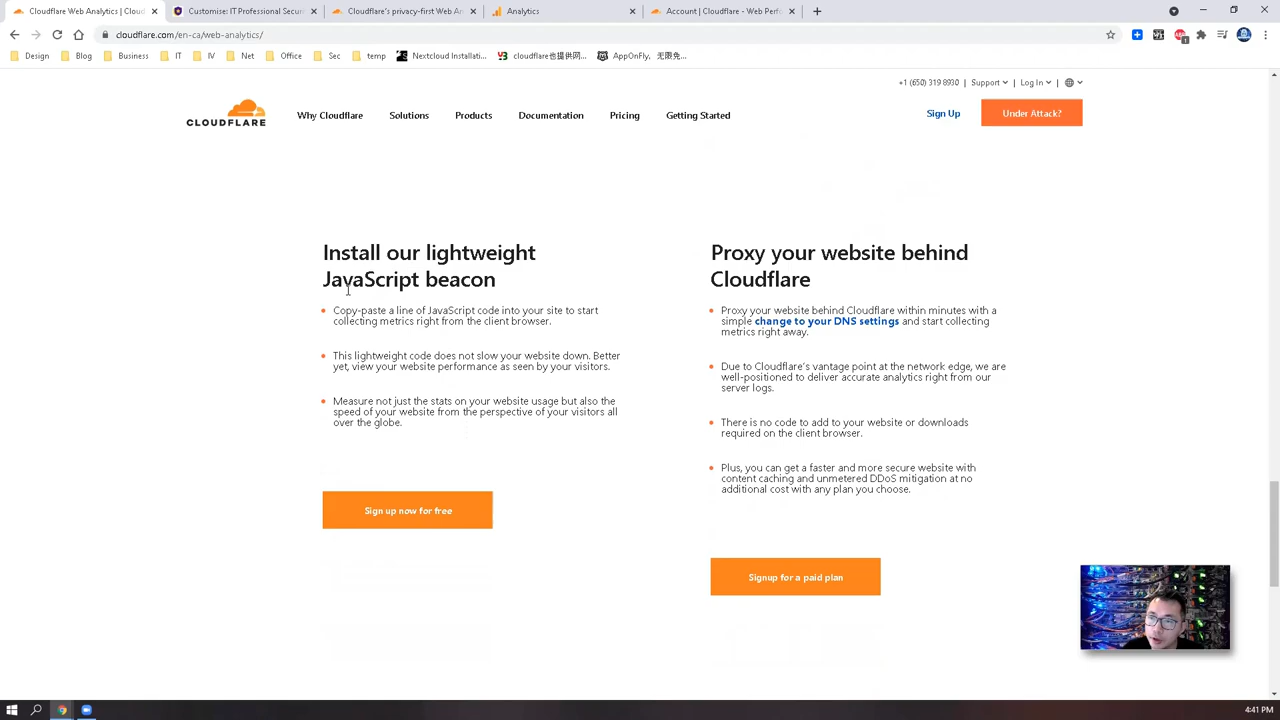 Cloudflare Web Analytics | Cloud
Customise: IT Professional Secur
Cloudflare's privacy-first Web An
Analytics
Account | Cloudflare - Web Perfo
cloudflare.com/en-ca/web-analytics/
Design
Blog
Business
IT
IV
Net
Office
Sec
temp
Nextcloud Installati...
cloudflare也提供网...
AppOnFly, 无限免...
+1 (650) 319 8930 | Support | Log In |
CLOUDFLARE
Why Cloudflare
Solutions
Products
Documentation
Pricing
Getting Started
Sign Up
Under Attack?
Install our lightweight
JavaScript beacon
Copy-paste a line of JavaScript code into your site to start
collecting metrics right from the client browser.
This lightweight code does not slow your website down. Better
yet, view your website performance as seen by your visitors.
Measure not just the stats on your website usage but also the
speed of your website from the perspective of your visitors all
over the globe.
Sign up now for free
Proxy your website behind
Cloudflare
Proxy your website behind Cloudflare within minutes with a
simple change to your DNS settings and start collecting
metrics right away.
Due to Cloudflare's vantage point at the network edge, we are
well-positioned to deliver accurate analytics right from our
server logs.
There is no code to add to your website or downloads
required on the client browser.
Plus, you can get a faster and more secure website with
content caching and unmetered DDoS mitigation at no
additional cost with any plan you choose.
Signup for a paid plan
4:41 PM